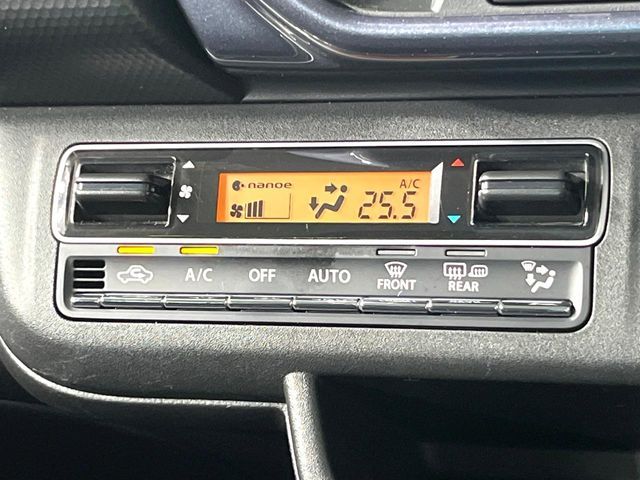 nanoe
A/C
25.5
A/C
OFF
AUTO
FRONT
REAR